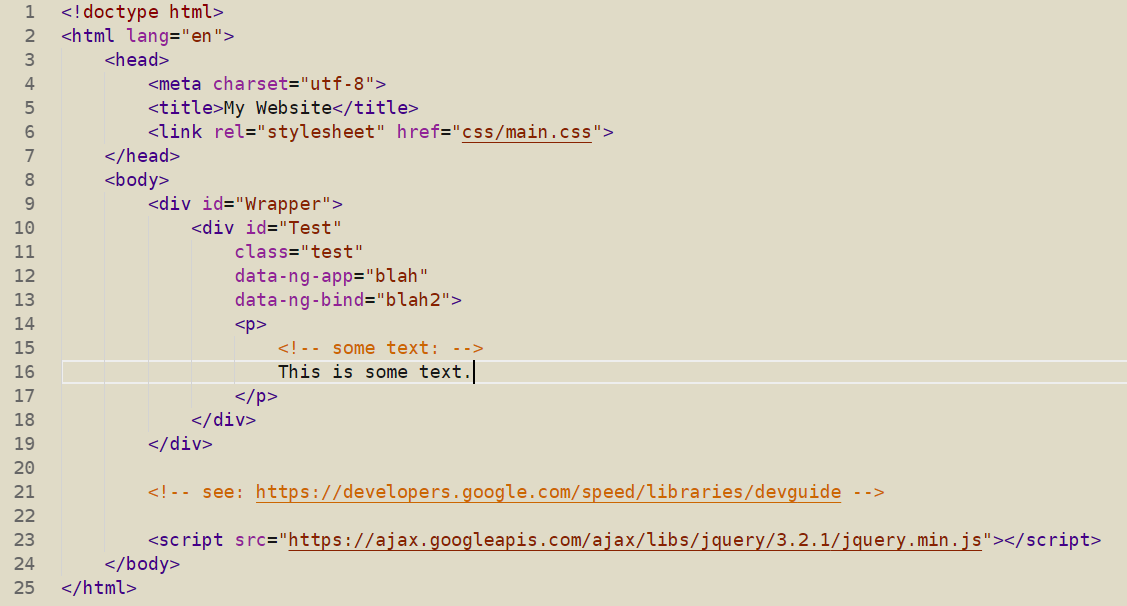 1 <!doctype html>
2 <html lang="en">
3     <head>
4         <meta charset="utf-8">
5         <title>My Website</title>
6         <link rel="stylesheet" href="css/main.css">
7     </head>
8     <body>
9         <div id="Wrapper">
10             <div id="Test"
11                 class="test"
12                 data-ng-app="blah"
13                 data-ng-bind="blah2">
14                 <p>
15                     <!-- some text: -->
16                     This is some text.
17                 </p>
18             </div>
19         </div>
20
21         <!-- see: https://developers.google.com/speed/libraries/devguide -->
22
23         <script src="https://ajax.googleapis.com/ajax/libs/jquery/3.2.1/jquery.min.js"></script>
24     </body>
25 </html>